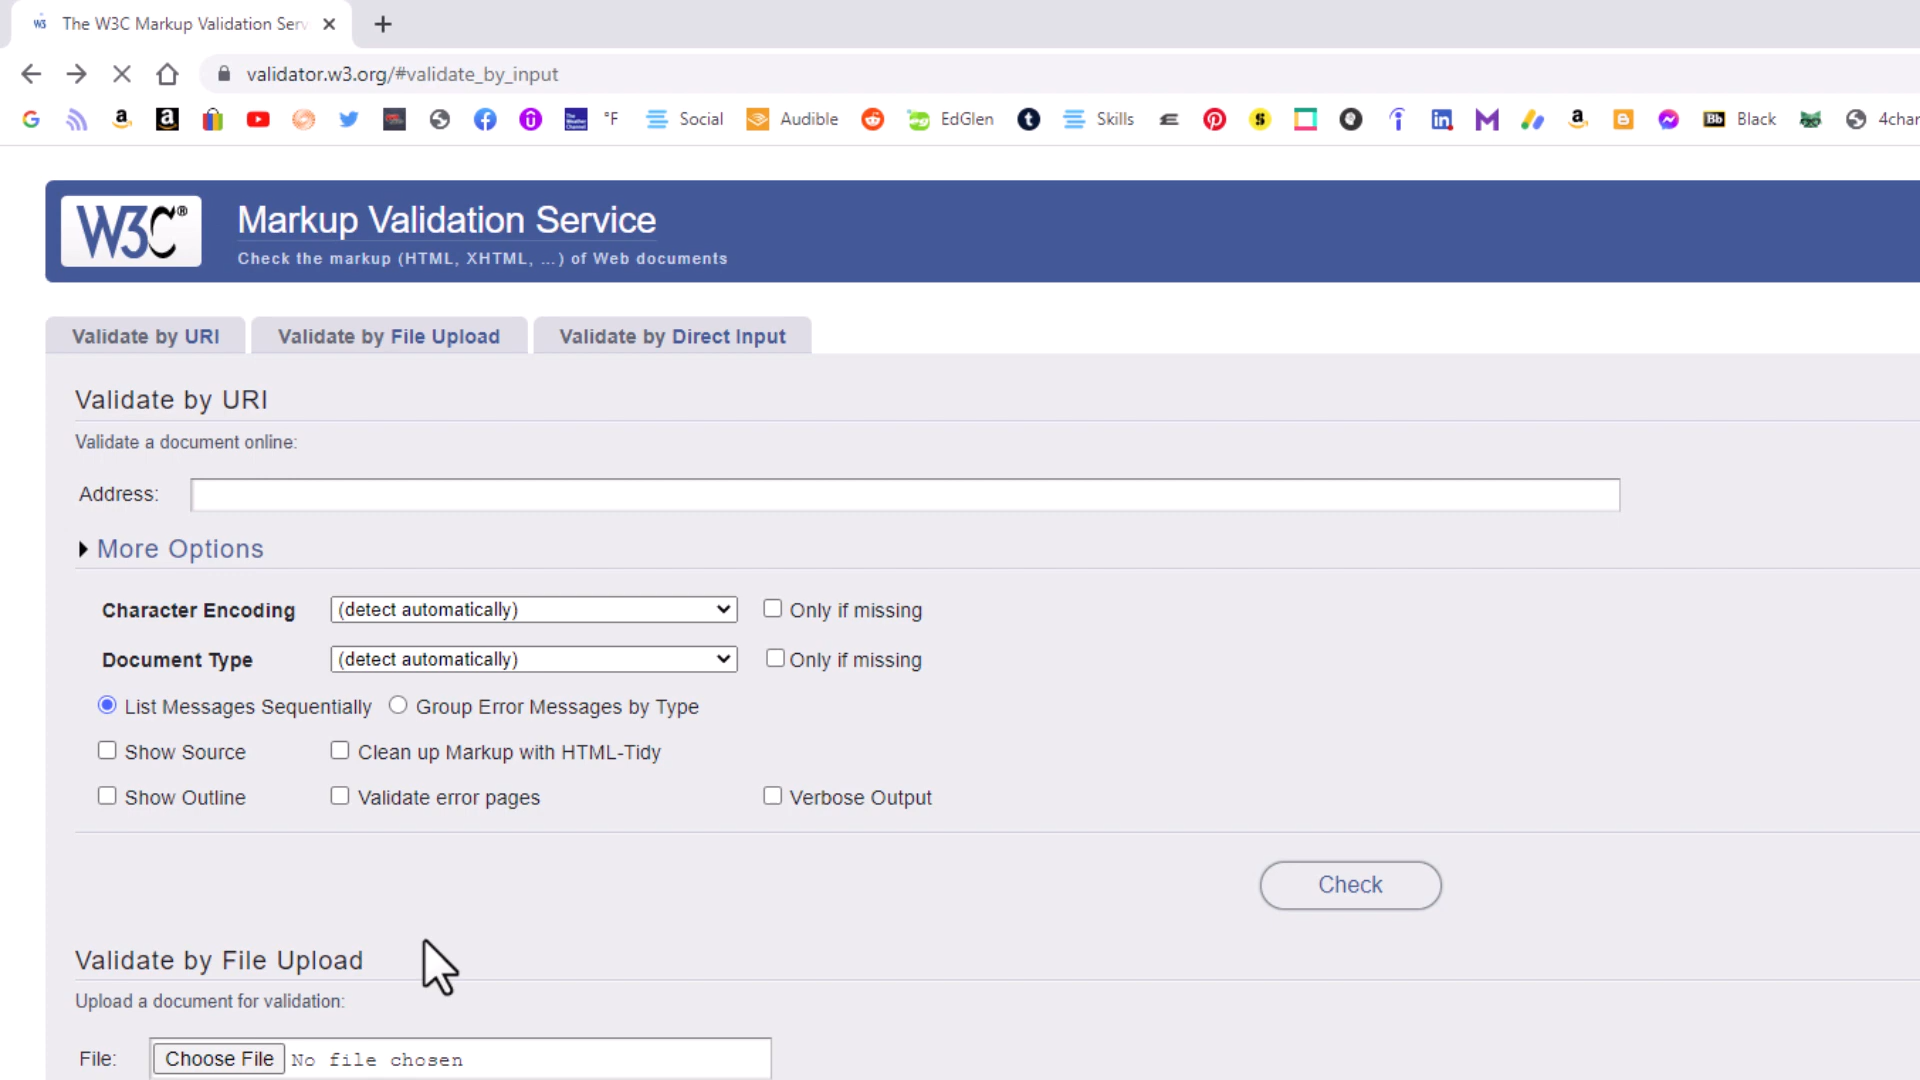 The W3C Markup Validation Serv
validator.w3.org/#validate_by_input
°F Social Audible EdGlen Skills Bb Black 4char
W3C® Markup Validation Service
Check the markup (HTML, XHTML, ...) of Web documents
Validate by URI Validate by File Upload Validate by Direct Input
Validate by URI
Validate a document online:
Address:
More Options
Character Encoding (detect automatically) Only if missing
Document Type (detect automatically) Only if missing
List Messages Sequentially Group Error Messages by Type
Show Source Clean up Markup with HTML-Tidy
Show Outline Validate error pages Verbose Output
Check
Validate by File Upload
Upload a document for validation:
File: Choose File No file chosen